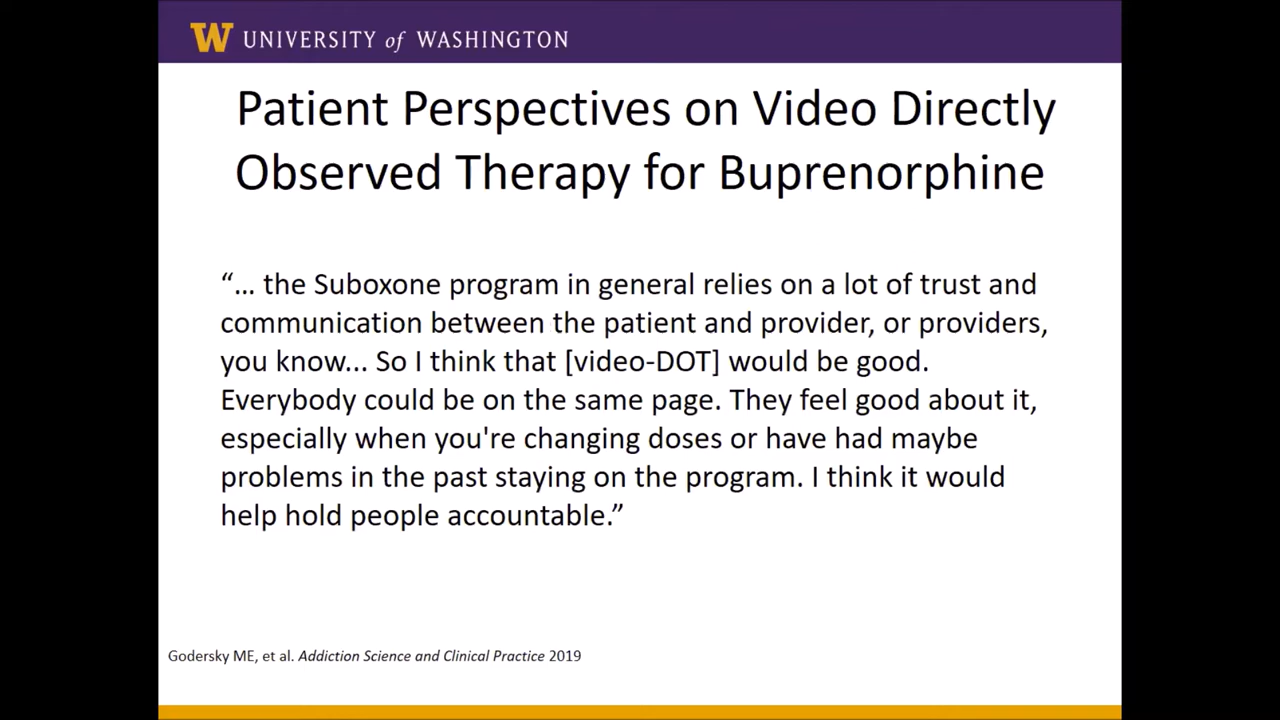 W UNIVERSITY of WASHINGTON
Patient Perspectives on Video Directly
Observed Therapy for Buprenorphine
“... the Suboxone program in general relies on a lot of trust and
communication between the patient and provider, or providers,
you know... So I think that [video-DOT] would be good.
Everybody could be on the same page. They feel good about it,
especially when you're changing doses or have had maybe
problems in the past staying on the program. I think it would
help hold people accountable.”
Godersky ME, et al. Addiction Science and Clinical Practice 2019